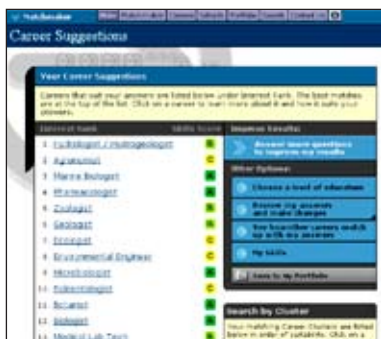 Matchmaker
Career Suggestions
Your Career Suggestions
Careers that suit your answers are listed below under Interest Rank. The best matches
are at the top of the list. Click on a career to learn more about it and how it suits your
answers.
Interest Rank Skills Score
Improve Results:
1 Hydrologist / Hydrogeologist A
Answer more questions
to improve my results
2 Agronomist C
3 Marine Biologist A
Other Options:
4 Pharmacologist A
Choose a level of education
5 Zoologist B
Review my answers
and make changes
6 Geologist
7 Ecologist C
See how other careers match
up with my answers
8 Environmental Engineer C
My Skills
9 Microbiologist A
Save to My Portfolio
10 Epidemiologist C
11 Botanist A
Search by Cluster
12 Biologist
Your matching Career Clusters are listed
13 Medical Lab Tech
below in order of suitability. Click on a